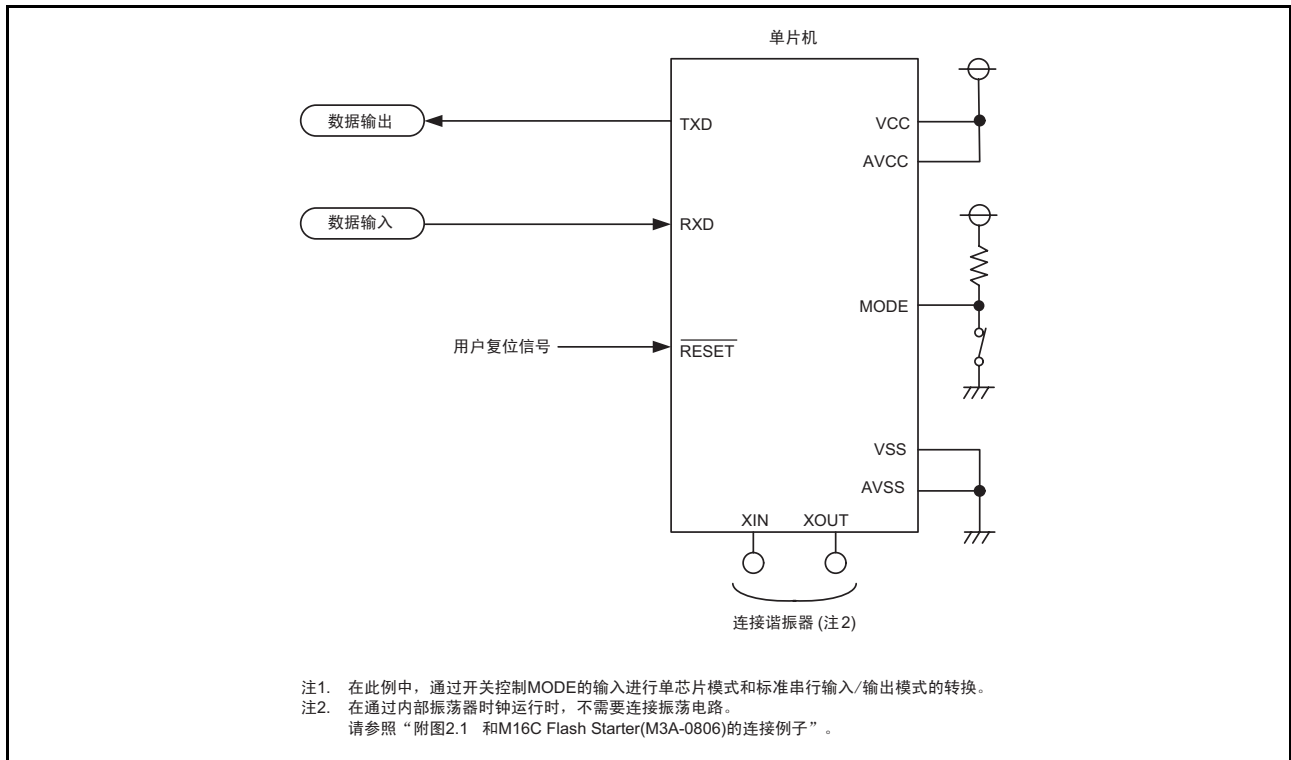 单片机
数据输出
TXD
VCC
AVCC
数据输入
RXD
MODE
用户复位信号
RESET
VSS
AVSS
XIN XOUT
连接谐振器 (注2)
注1. 在此例中，通过开关控制MODE的输入进行单芯片模式和标准串行输入/输出模式的转换。
注2. 在通过内部振荡器时钟运行时，不需要连接振荡电路。
请参照“附图2.1 和M16C Flash Starter(M3A-0806)的连接例子”。